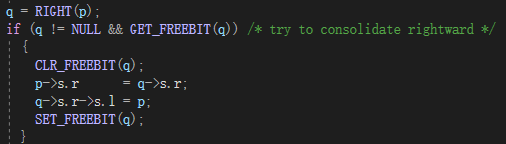 q = RIGHT(p);
if (q != NULL && GET_FREEBIT(q)) /* try to consolidate rightward */
{
CLR_FREEBIT(q);
p->s.r = q->s.r;
q->s.r->s.l = p;
SET_FREEBIT(q);
}